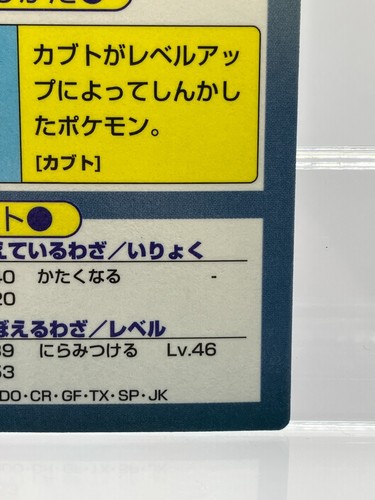 カブトがレベルアッ
プによってしんかし
たポケモン。
[カブト]
ト●
えているわざ/いりょく
40 かたくなる -
20
ぼえるわざ/レベル
39 にらみつける Lv.46
53
DO・CR・GF・TX・SP・JK